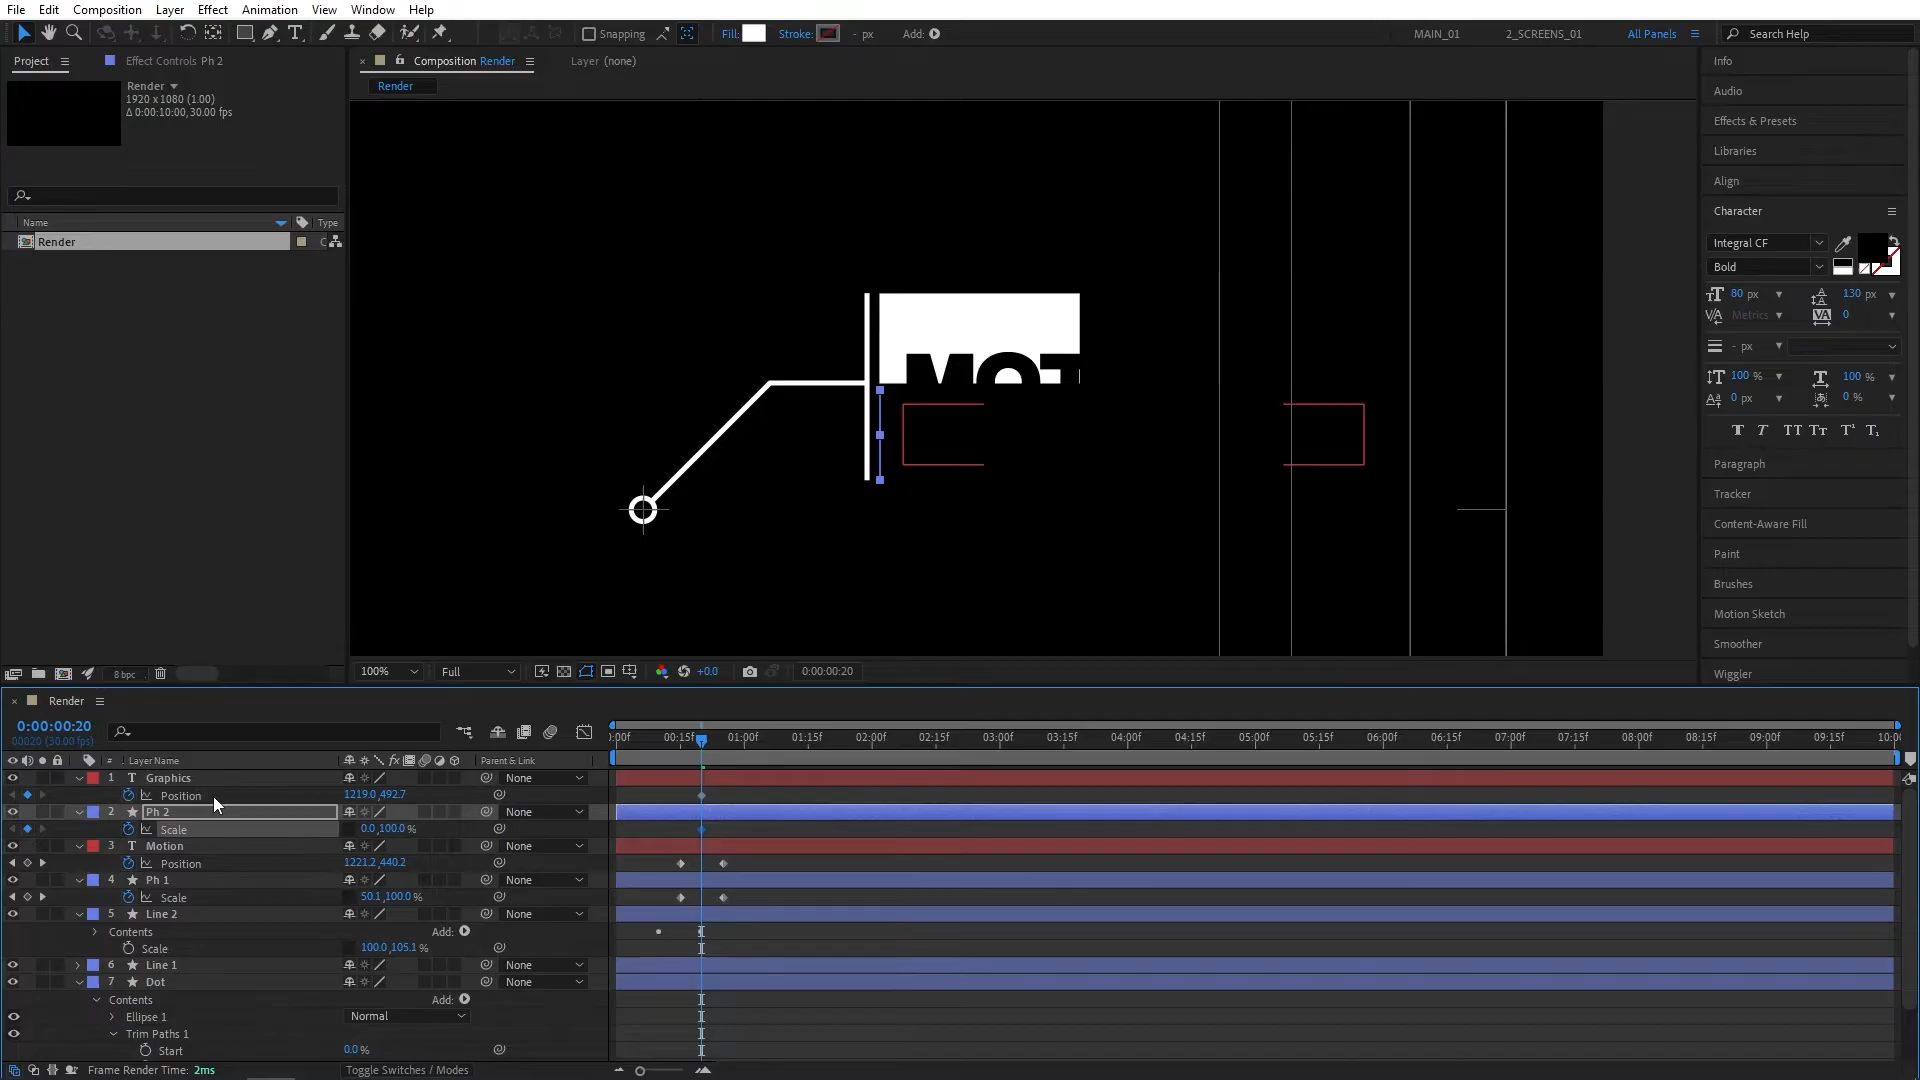 File Edit Composition Layer Effect Animation View Window Help
Snapping Fill: Stroke: - px Add: MAIN_01 2_SCREENS_01 All Panels Search Help
Project Effect Controls Ph 2 Composition Render Layer (none) Info
Render Render
1920 x 1080 (1.00)
Δ 0:00:10:00, 30.00 fps
Audio
Effects & Presets
Libraries
Align
Character
Name Type
Render
Integral CF
Bold
80 px 130 px
Metrics 0
- px
100 % 100 %
0 px 0 %
MOT
Paragraph
Tracker
Content-Aware Fill
Paint
Brushes
Motion Sketch
Smoother
Wiggler
8 bpc 100% Full +0.0 0:00:00:20
Render
0:00:00:20
00020 (30.00 fps)
):00f 00:15f 01:00f 01:15f 02:00f 02:15f 03:00f 03:15f 04:00f 04:15f 05:00f 05:15f 06:00f 06:15f 07:00f 07:15f 08:00f 08:15f 09:00f 09:15f 10:00
# Layer Name fx Parent & Link
1 T Graphics None
Position 1219.0,492.7
2 Ph 2 None
Scale 0.0,100.0 %
3 T Motion None
Position 1221.2,440.2
4 Ph 1 None
Scale 50.1,100.0 %
5 Line 2 None
Contents Add:
Scale 100.0,105.1 %
6 Line 1 None
7 Dot None
Contents Add:
Ellipse 1 Normal
Trim Paths 1
Start 0.0 %
Frame Render Time: 2ms Toggle Switches / Modes